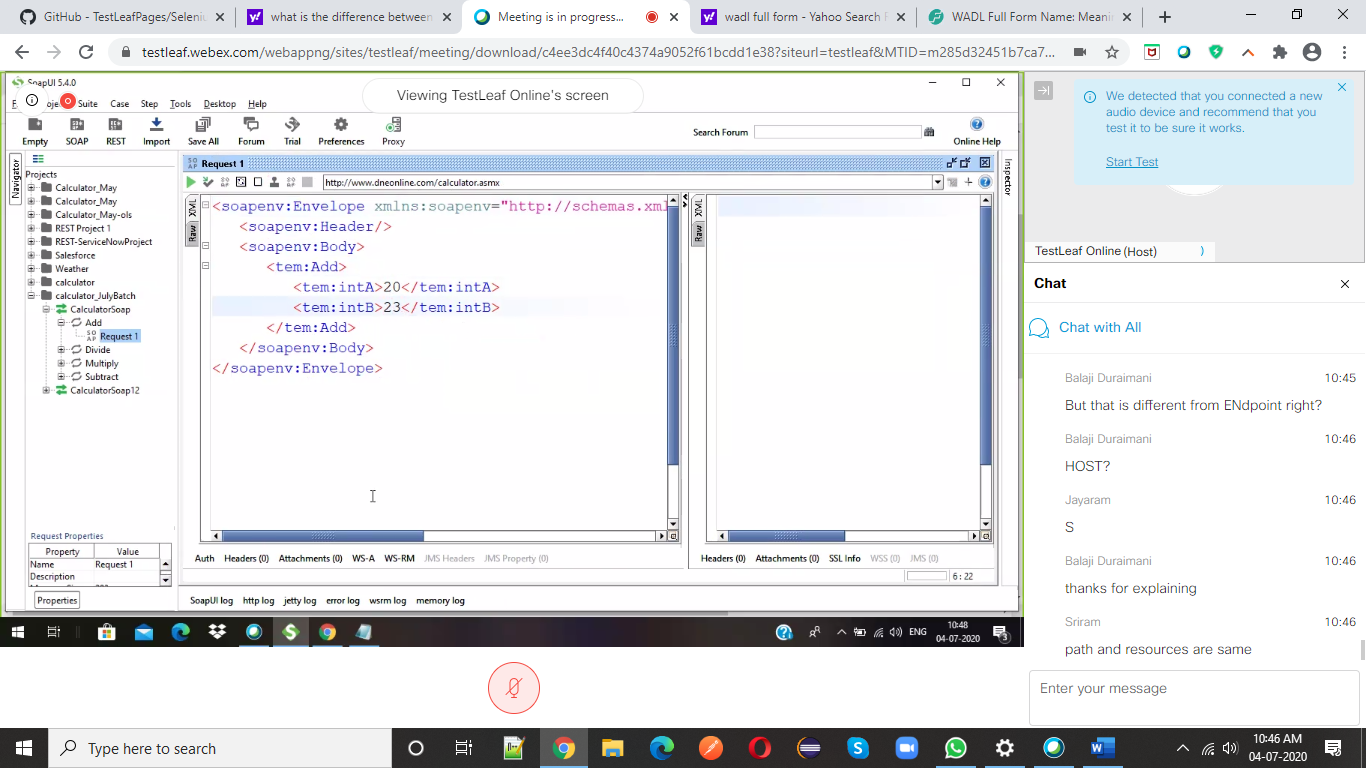 GitHub - TestLeafPages/Seleniu
what is the difference between
Meeting is in progress...
wadl full form - Yahoo Search R
WADL Full Form Name: Meani
testleaf.webex.com/webappng/sites/testleaf/meeting/download/c4ee3dc4f40c4374a9052f61bcdd1e38?siteurl=testleaf&MTID=m285d32451b7ca7...
SoapUI 5.4.0
Viewing TestLeaf Online's screen
Suite Case Step Tools Desktop Help
Empty SOAP REST Import Save All Forum Trial Preferences Proxy
Search Forum
Online Help
Navigator
Projects
Calculator_May
Calculator_May
Calculator_May-ols
REST Project 1
REST-ServiceNowProject
Salesforce
Weather
calculator
calculator_JulyBatch
CalculatorSoap
Add
Request 1
Divide
Multiply
Subtract
CalculatorSoap12
Request Properties
Property Value
Name Request 1
Description
Properties
Request 1
http://www.dneonline.com/calculator.asmx
XML
Raw
<soapenv:Envelope xmlns:soapenv="http://schemas.xml
<soapenv:Header/>
<soapenv:Body>
<tem:Add>
<tem:intA>20</tem:intA>
<tem:intB>23</tem:intB>
</tem:Add>
</soapenv:Body>
</soapenv:Envelope>
XML
Raw
Inspector
Auth Headers (0) Attachments (0) WS-A WS-RM JMS Headers JMS Property (0)
Headers (0) Attachments (0) SSL Info WSS (0) JMS (0)
6 : 22
SoapUI log http log jetty log error log wsrm log memory log
ENG
10:48
04-07-2020
3
We detected that you connected a new
audio device and recommend that you
test it to be sure it works.
Start Test
TestLeaf Online (Host)
Chat
Chat with All
Balaji Duraimani 10:45
But that is different from ENdpoint right?
Balaji Duraimani 10:46
HOST?
Jayaram 10:46
S
Balaji Duraimani 10:46
thanks for explaining
Sriram 10:46
path and resources are same
Enter your message
Type here to search
10:46 AM
04-07-2020